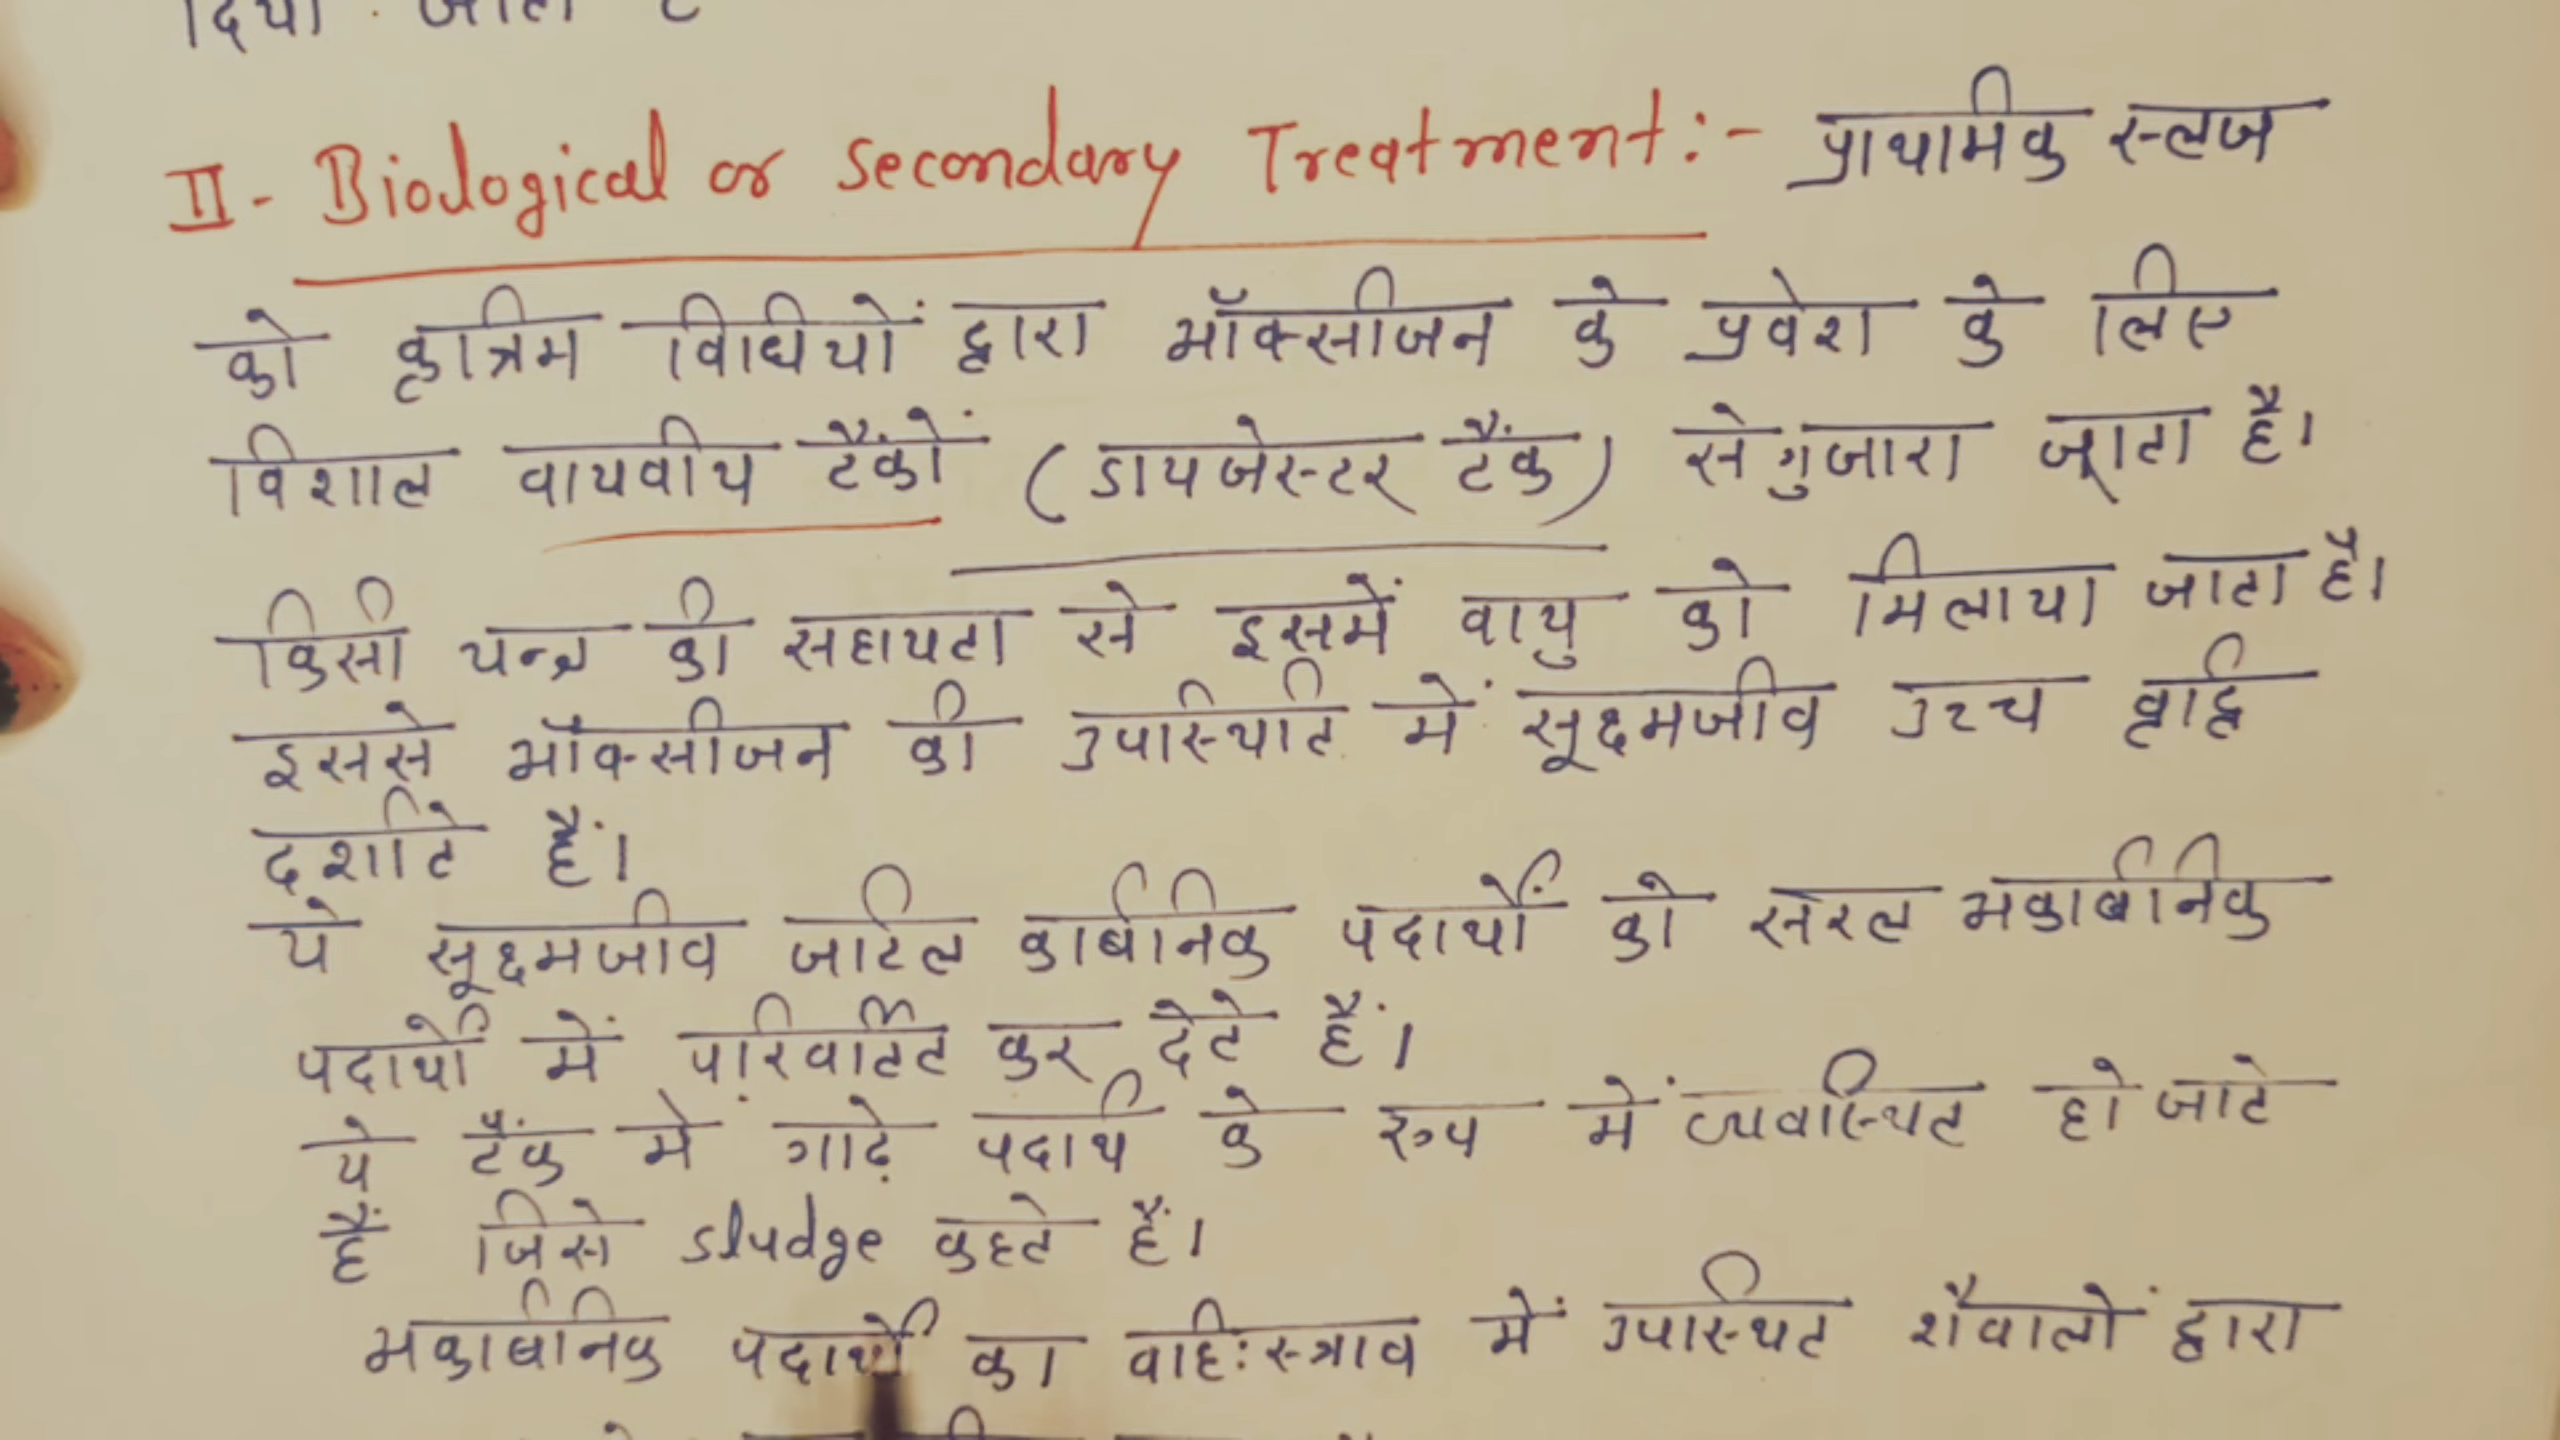 दिया जाता है
II- Biological or Secondary Treatment:- प्राथमिक स्लज
को कृत्रिम विधियों द्वारा ऑक्सीजन के प्रवेश के लिए
विशाल वायवीय टैंकों (डायजेस्टर टैंक) से गुजारा जाता है।
किसी यन्त्र की सहायता से इसमें वायु को मिलाया जाता है।
इससे ऑक्सीजन की उपस्थिति में सूक्ष्मजीव उच्च वृद्धि
दर्शाते हैं।
ये सूक्ष्मजीव जटिल कार्बनिक पदार्थों को सरल अकार्बनिक
पदार्थों में परिवर्तित कर देते हैं।
ये टैंक में गाढ़े पदार्थ के रूप में व्यवस्थित हो जाते
हैं जिसे sludge कहते हैं।
अकार्बनिक पदार्थों का वहिःस्त्राव में उपस्थित शैवालों द्वारा